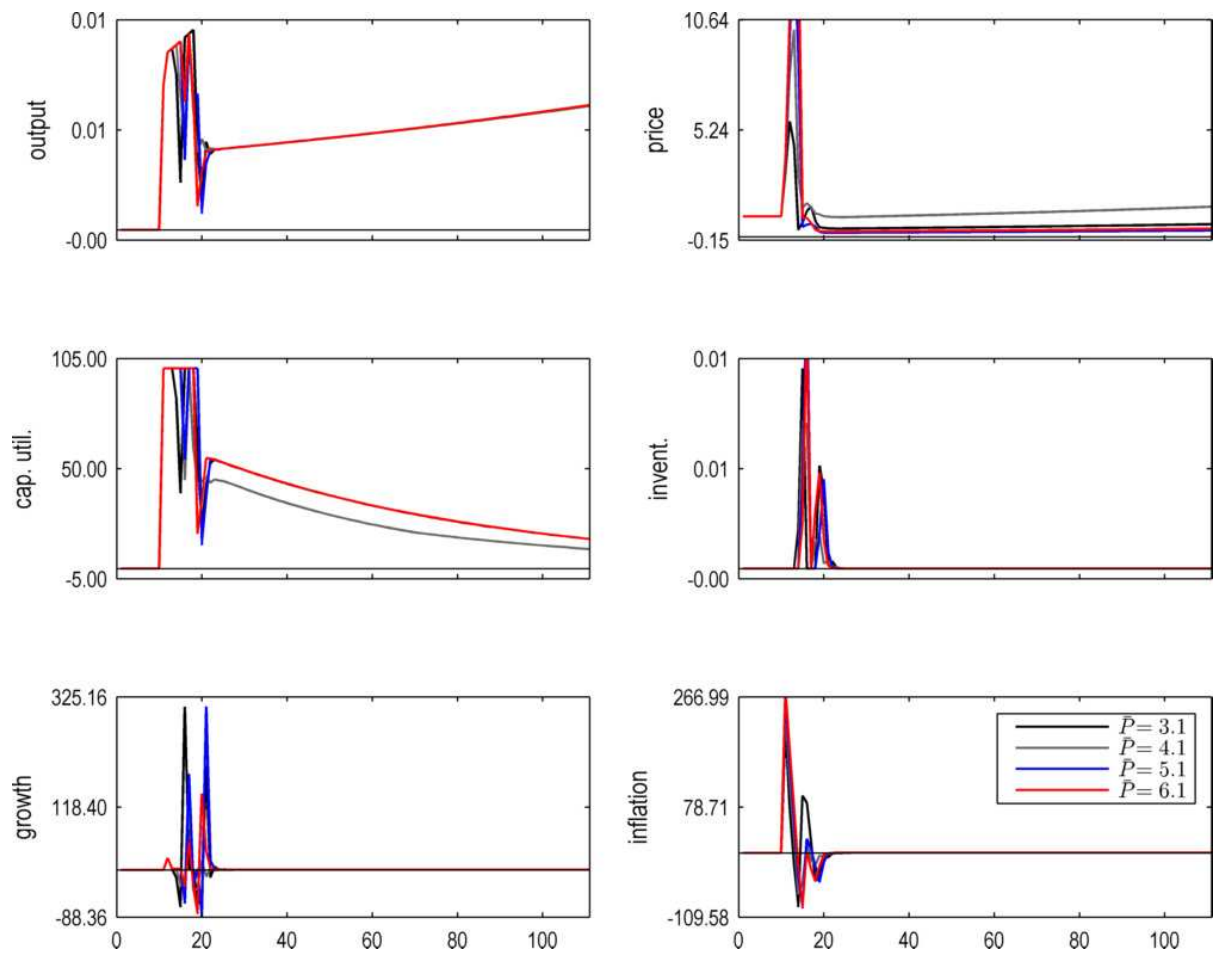 0.01
0.01
-0.00
output
10.64
5.24
-0.15
price
105.00
50.00
-5.00
cap. util.
0.01
0.01
-0.00
invent.
325.16
118.40
-88.36
growth
0 20 40 60 80 100
266.99
78.71
-109.58
inflation
P̄ = 3.1
P̄ = 4.1
P̄ = 5.1
P̄ = 6.1
0 20 40 60 80 100